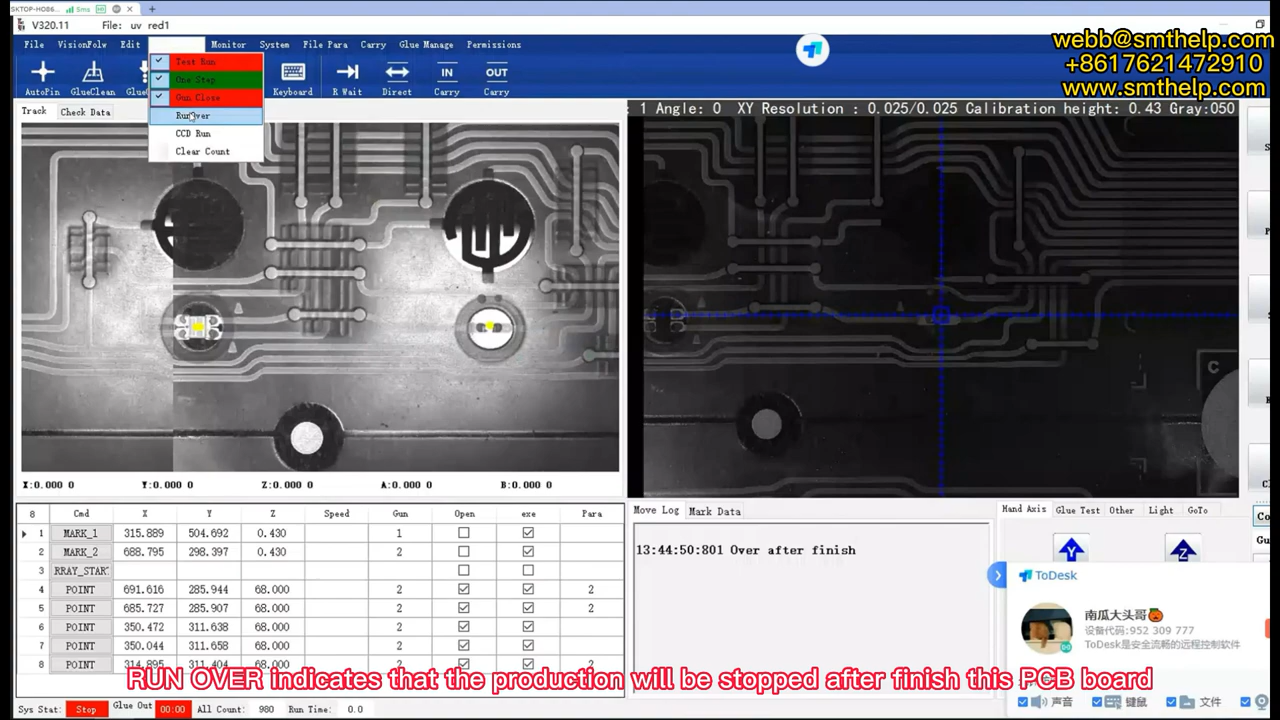 SKTOP-HO86... Sms
V320.11 File: uv red1
File VisionFolw Edit Monitor System File Para Carry Glue Manage Permissions
webb@smthelp.com
+8617621472910
Information：www.smthelp.com
Test Run
One Step
Gun Close
RunOver
CCD Run
Clear Count
AutoPin GlueClean Keyboard R Wait Direct IN Carry OUT Carry
Track Check Data
: 1 Angle: 0 XY Resolution : 0.025/0.025 Calibration height: 0.43 Gray:050
C
X:0.000 0 Y:0.000 0 Z:0.000 0 A:0.000 0 B:0.000 0
8 Cmd X Y Z Speed Gun Open exe Para
1 MARK_1 315.889 504.692 0.430 1
2 MARK_2 688.795 298.397 0.430 2
3 RRAY_STAR
4 POINT 691.616 285.944 68.000 2 2
5 POINT 685.727 285.907 68.000 2 2
6 POINT 350.472 311.638 68.000 2
7 POINT 350.044 311.658 68.000 2
8 POINT 314.895 311.404 68.000
Move Log Mark Data
13:44:50:801 Over after finish
Hand Axis Glue Test Other Light GoTo
Y Z
ToDesk
南瓜大头哥
设备代码:952 309 777
ToDesk是安全流畅的远程控制软件
声音 键鼠 文件
RUN OVER indicates that the production will be stopped after finish this PCB board
Sys Stat: Stop Glue Out 00:00 All Count: 980 Run Time: 0.0